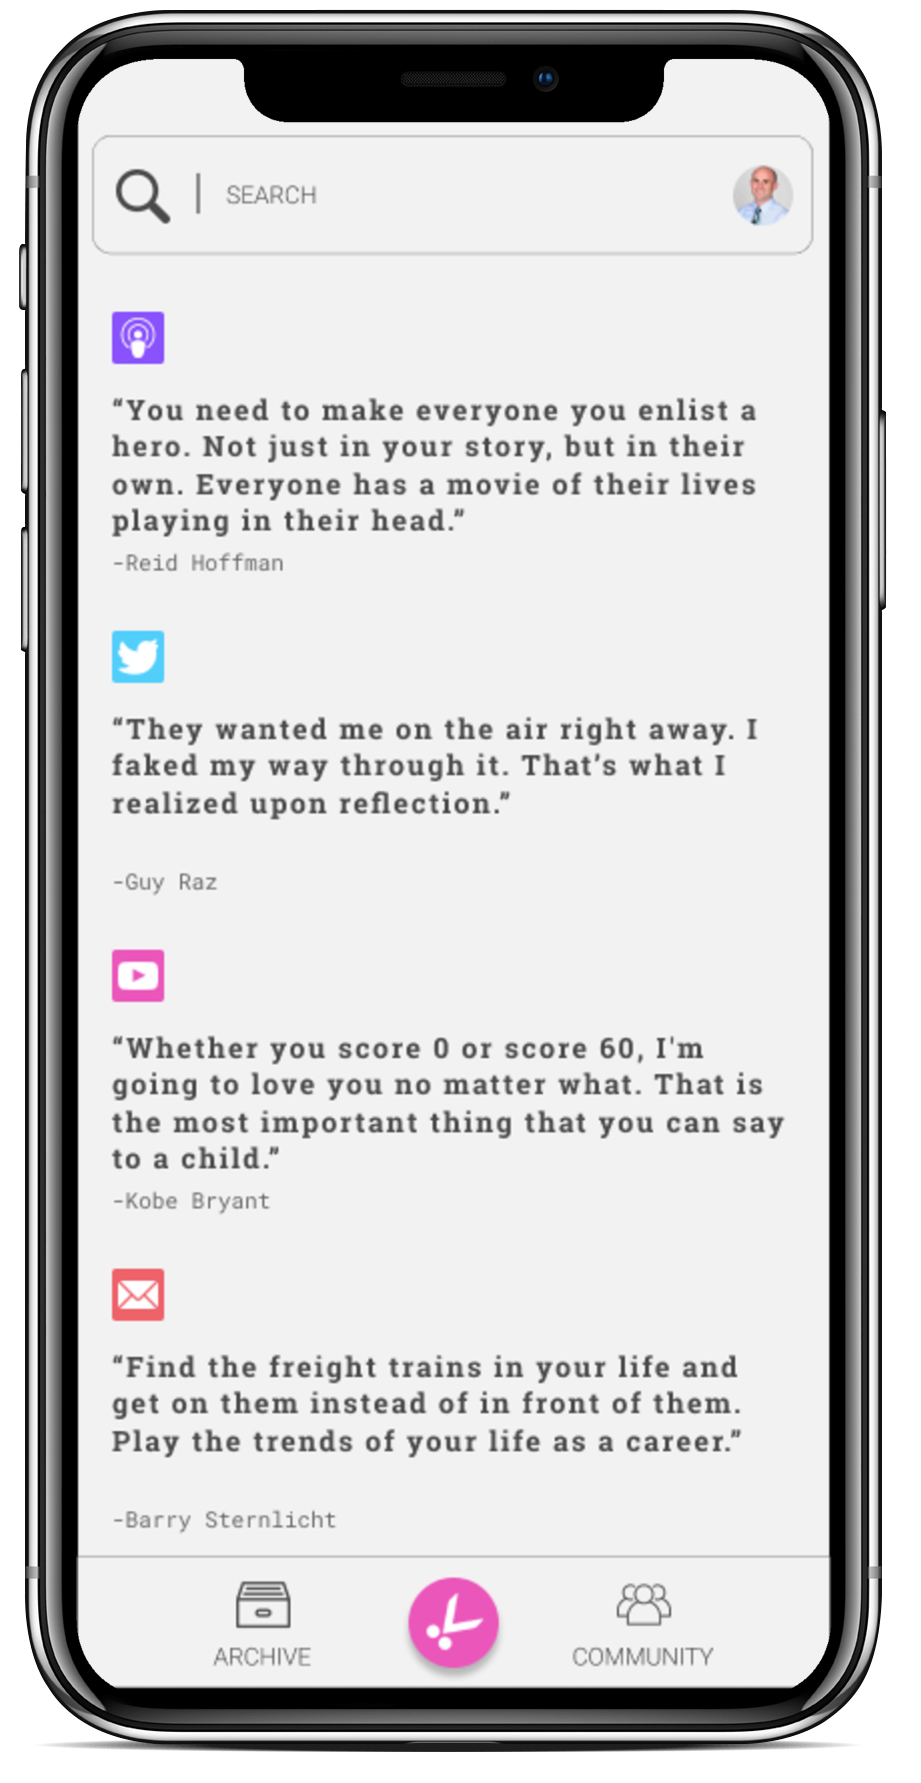 SEARCH
“You need to make everyone you enlist a
hero. Not just in your story, but in their
own. Everyone has a movie of their lives
playing in their head.”
-Reid Hoffman
“They wanted me on the air right away. I
faked my way through it. That’s what I
realized upon reflection.”
-Guy Raz
“Whether you score 0 or score 60, I'm
going to love you no matter what. That is
the most important thing that you can say
to a child.”
-Kobe Bryant
“Find the freight trains in your life and
get on them instead of in front of them.
Play the trends of your life as a career.”
-Barry Sternlicht
ARCHIVE
COMMUNITY